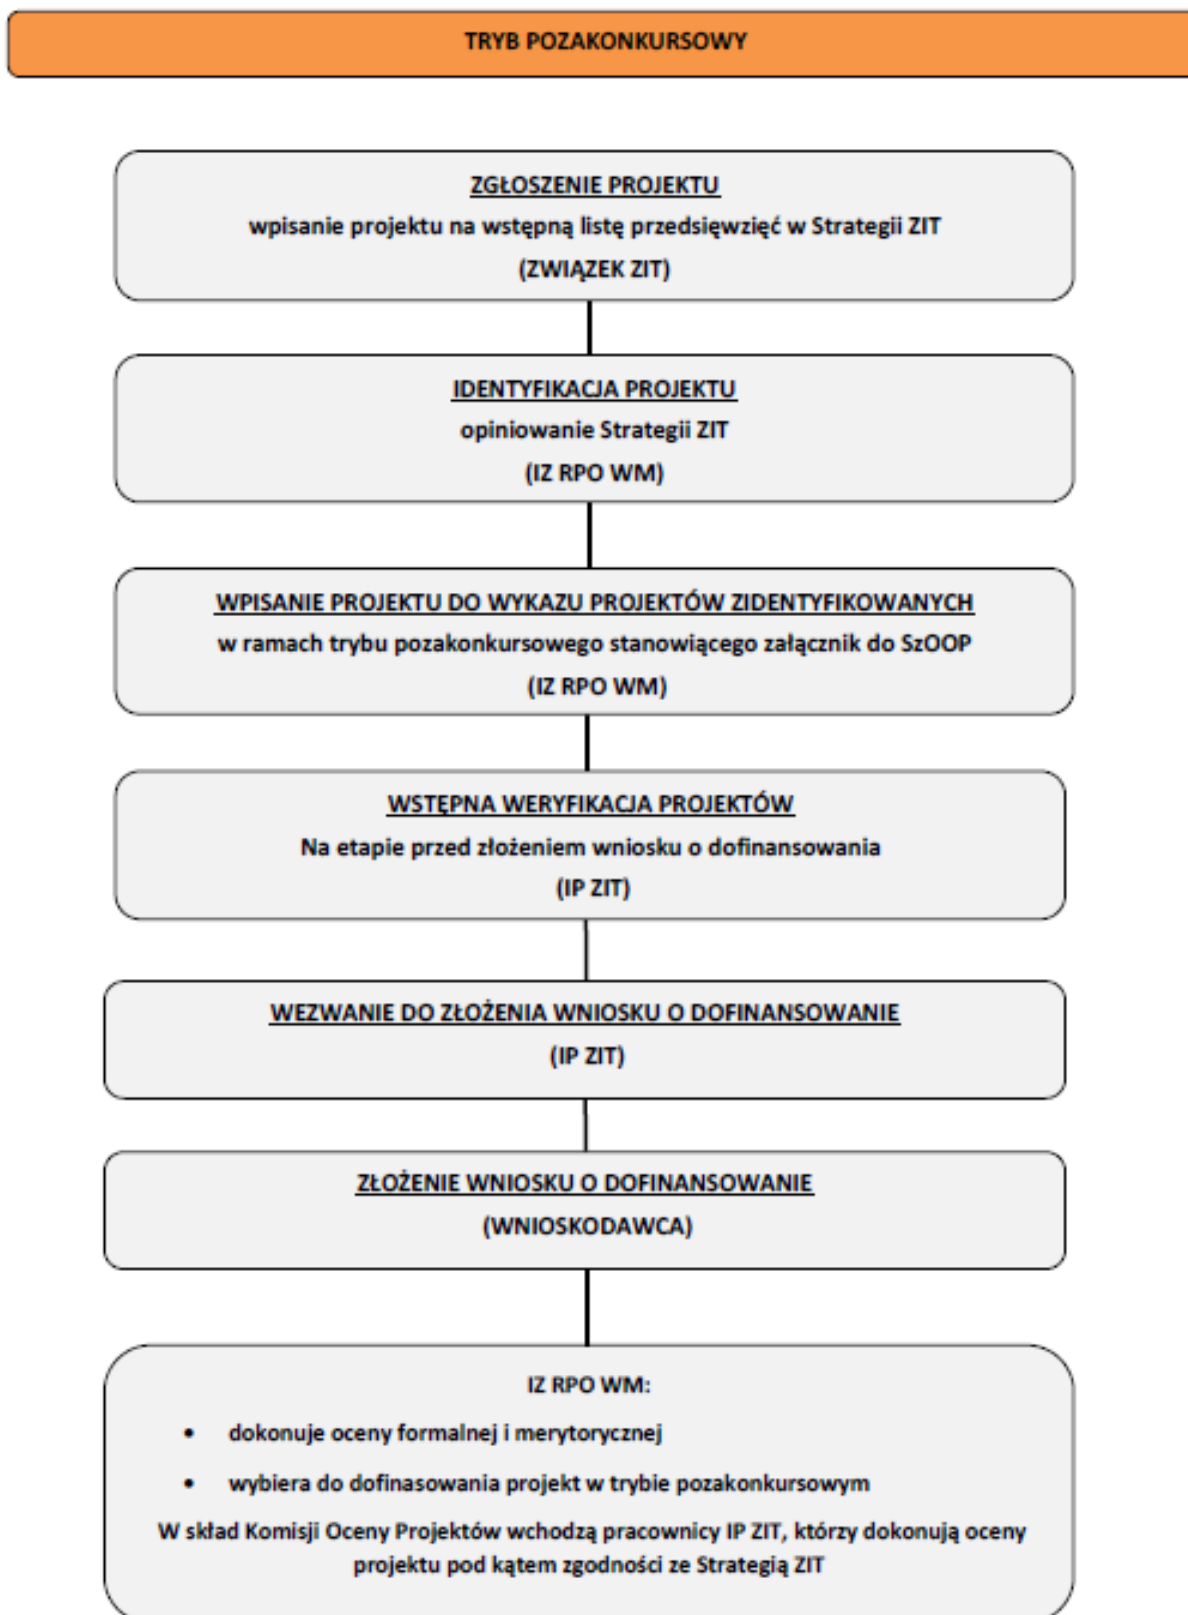 TRYB POZAKONKURSOWY
ZGŁOSZENIE PROJEKTU
wpisanie projektu na wstępną listę przedsięwzięć w Strategii ZIT
(ZWIĄZEK ZIT)
IDENTYFIKACJA PROJEKTU
opiniowanie Strategii ZIT
(IZ RPO WM)
WPISANIE PROJEKTU DO WYKAZU PROJEKTÓW ZIDENTYFIKOWANYCH
w ramach trybu pozakonkursowego stanowiącego załącznik do SzOOP
(IZ RPO WM)
WSTĘPNA WERYFIKACJA PROJEKTÓW
Na etapie przed złożeniem wniosku o dofinansowania
(IP ZIT)
WEZWANIE DO ZŁOŻENIA WNIOSKU O DOFINANSOWANIE
(IP ZIT)
ZŁOŻENIE WNIOSKU O DOFINANSOWANIE
(WNIOSKODAWCA)
IZ RPO WM:
• dokonuje oceny formalnej i merytorycznej
• wybiera do dofinasowania projekt w trybie pozakonkursowym
W skład Komisji Oceny Projektów wchodzą pracownicy IP ZIT, którzy dokonują oceny
projektu pod kątem zgodności ze Strategią ZIT